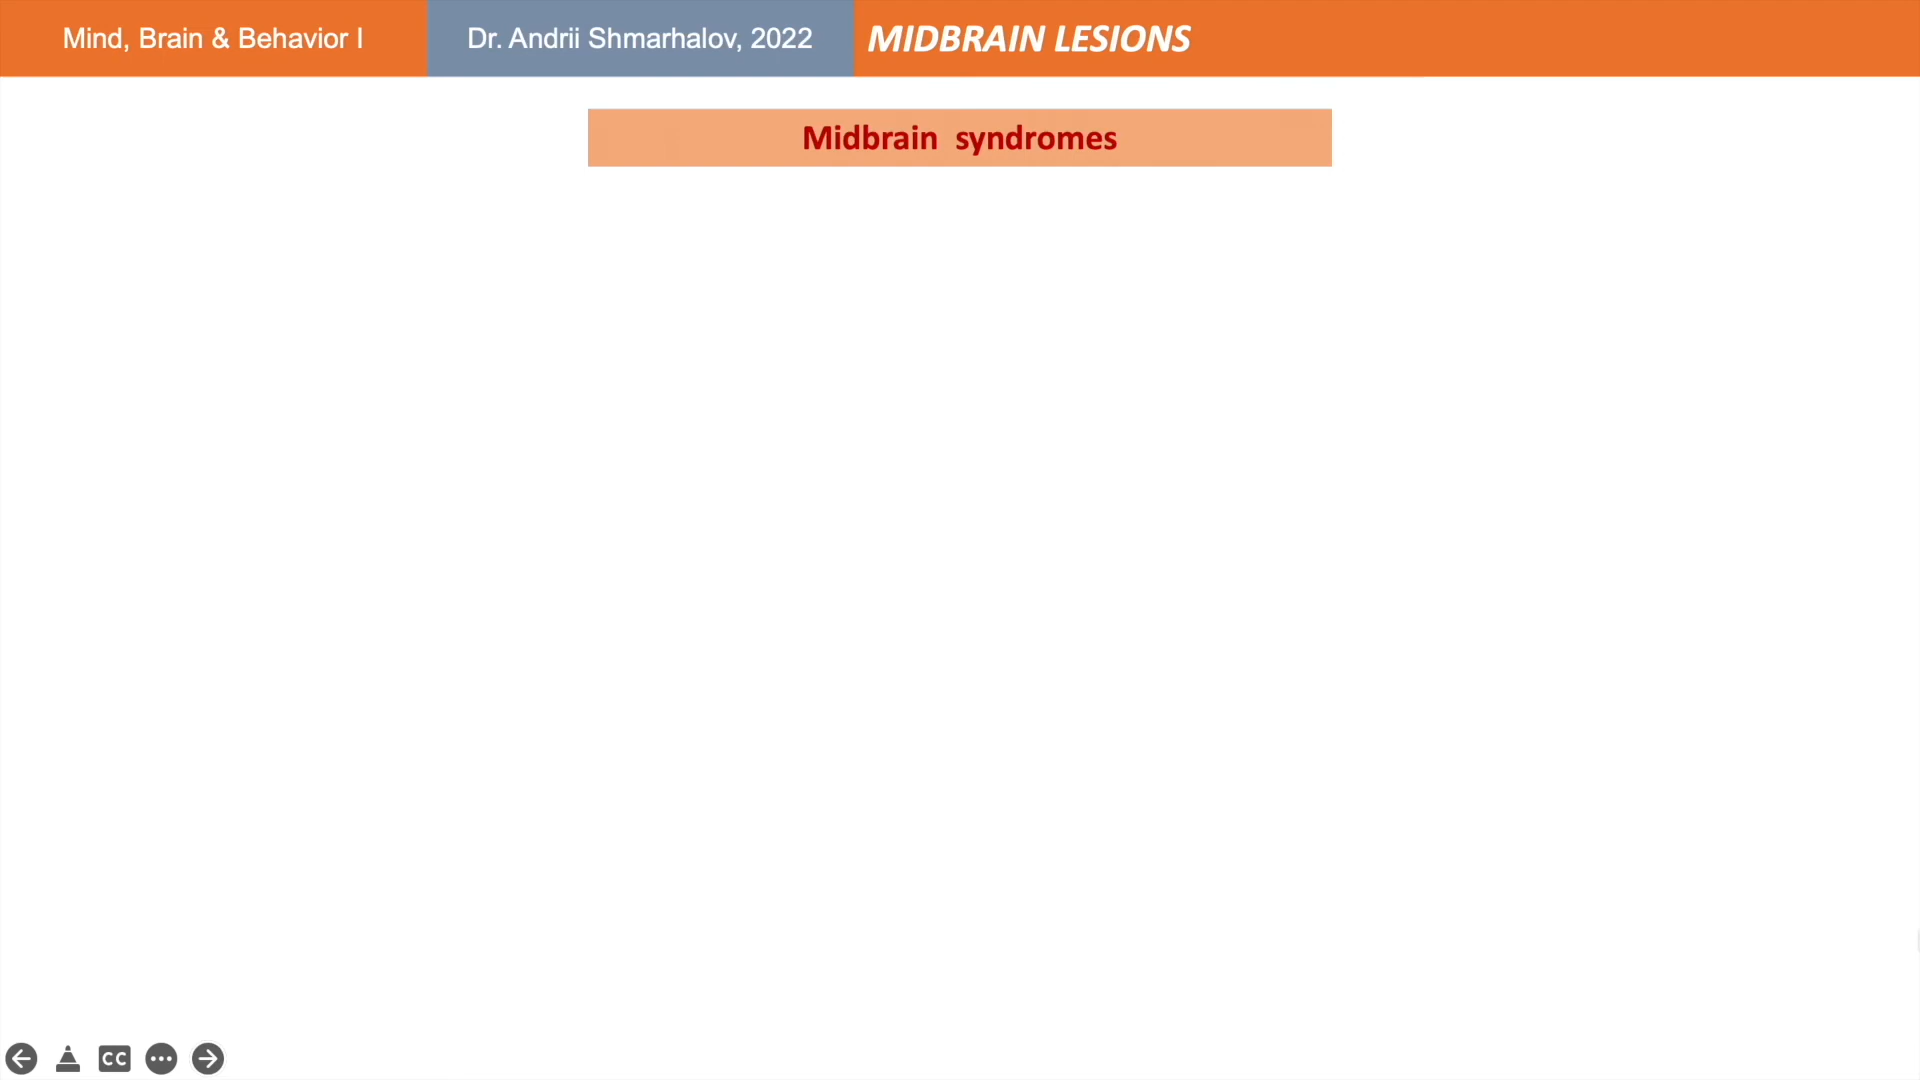 Mind, Brain & Behavior I
Dr. Andrii Shmarhalov, 2022
MIDBRAIN LESIONS
Midbrain syndromes
CC